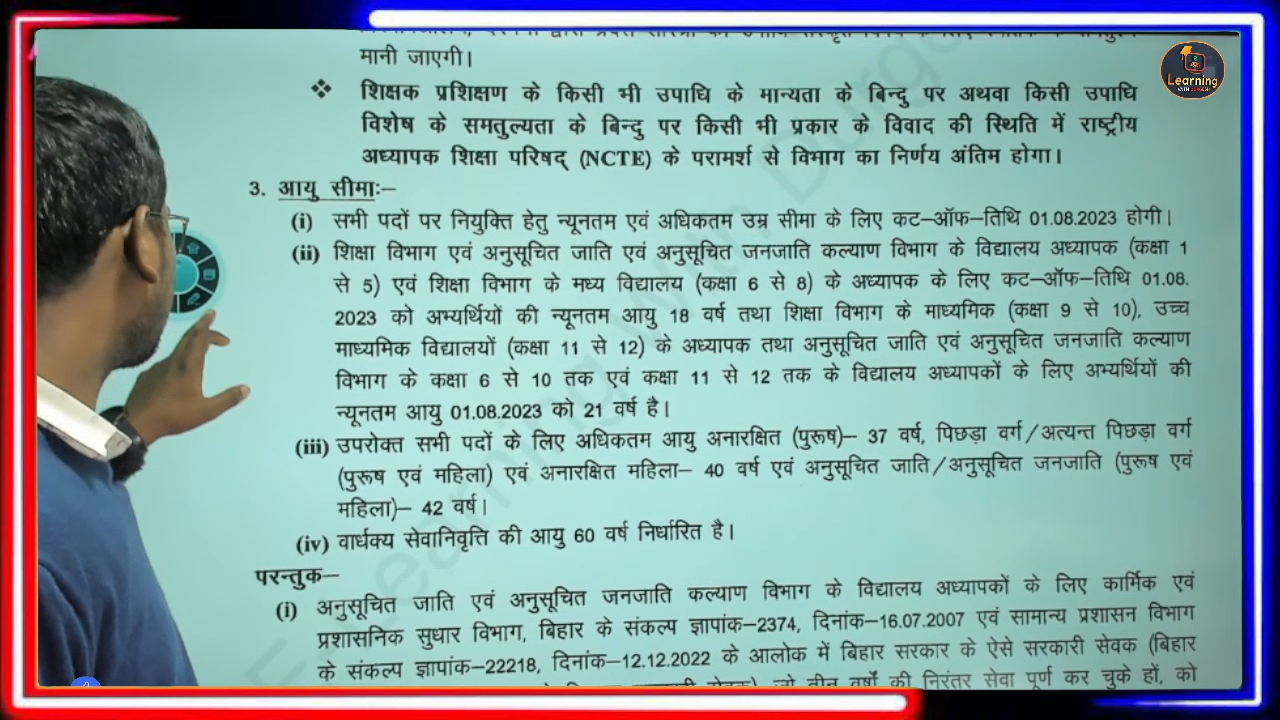 मानी जाएगी।
Learning
❖ शिक्षक प्रशिक्षण के किसी भी उपाधि के मान्यता के बिन्दु पर अथवा किसी उपाधि
विशेष के समतुल्यता के बिन्दु पर किसी भी प्रकार के विवाद की स्थिति में राष्ट्रीय
अध्यापक शिक्षा परिषद् (NCTE) के परामर्श से विभाग का निर्णय अंतिम होगा।
3. आयु सीमाः–
(i) सभी पदों पर नियुक्ति हेतु न्यूनतम एवं अधिकतम उम्र सीमा के लिए कट–ऑफ–तिथि 01.08.2023 होगी।
(ii) शिक्षा विभाग एवं अनुसूचित जाति एवं अनुसूचित जनजाति कल्याण विभाग के विद्यालय अध्यापक (कक्षा 1
से 5) एवं शिक्षा विभाग के मध्य विद्यालय (कक्षा 6 से 8) के अध्यापक के लिए कट–ऑफ–तिथि 01.08.
2023 को अभ्यर्थियों की न्यूनतम आयु 18 वर्ष तथा शिक्षा विभाग के माध्यमिक (कक्षा 9 से 10), उच्च
माध्यमिक विद्यालयों (कक्षा 11 से 12) के अध्यापक तथा अनुसूचित जाति एवं अनुसूचित जनजाति कल्याण
विभाग के कक्षा 6 से 10 तक एवं कक्षा 11 से 12 तक के विद्यालय अध्यापकों के लिए अभ्यर्थियों की
न्यूनतम आयु 01.08.2023 को 21 वर्ष है।
(iii) उपरोक्त सभी पदों के लिए अधिकतम आयु अनारक्षित (पुरूष)– 37 वर्ष, पिछड़ा वर्ग/अत्यन्त पिछड़ा वर्ग
(पुरूष एवं महिला) एवं अनारक्षित महिला– 40 वर्ष एवं अनुसूचित जाति/अनुसूचित जनजाति (पुरूष एवं
महिला)– 42 वर्ष।
(iv) वार्धक्य सेवानिवृत्ति की आयु 60 वर्ष निर्धारित है।
परन्तुक–
(i) अनुसूचित जाति एवं अनुसूचित जनजाति कल्याण विभाग के विद्यालय अध्यापकों के लिए कार्मिक एवं
प्रशासनिक सुधार विभाग, बिहार के संकल्प ज्ञापांक–2374, दिनांक–16.07.2007 एवं सामान्य प्रशासन विभाग
के संकल्प ज्ञापांक–22218, दिनांक–12.12.2022 के आलोक में बिहार सरकार के ऐसे सरकारी सेवक (बिहार
जो तीन वर्षों की निरंतर सेवा पूर्ण कर चुके हों, को